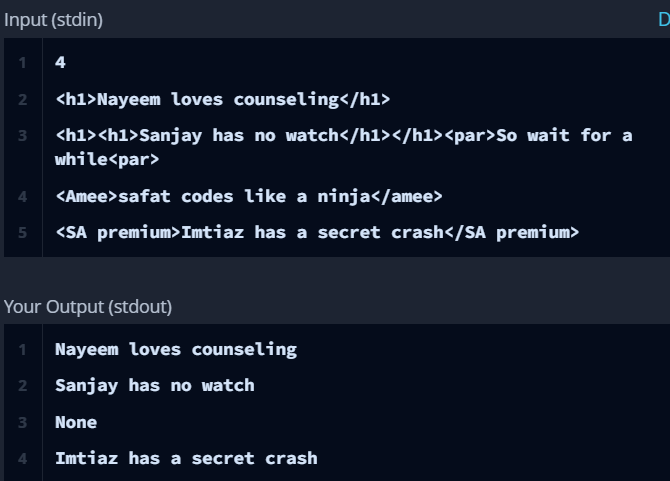 Input (stdin)
D
1 4
2 <h1>Nayeem loves counseling</h1>
3 <h1><h1>Sanjay has no watch</h1></h1><par>So wait for a
while<par>
4 <Amee>safat codes like a ninja</amee>
5 <SA premium>Imtiaz has a secret crash</SA premium>
Your Output (stdout)
1 Nayeem loves counseling
2 Sanjay has no watch
3 None
4 Imtiaz has a secret crash